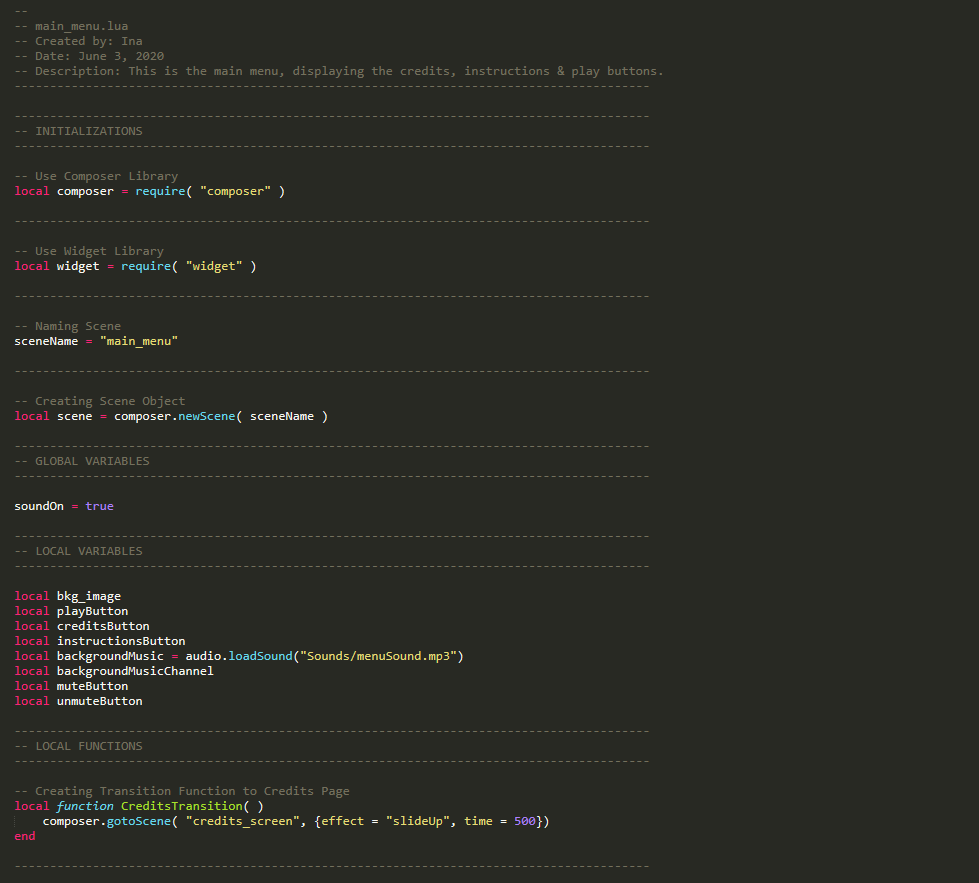 --
-- main_menu.lua
-- Created by: Ina
-- Date: June 3, 2020
-- Description: This is the main menu, displaying the credits, instructions & play buttons.
-----------------------------------------------------------------------------------------

-----------------------------------------------------------------------------------------
-- INITIALIZATIONS
-----------------------------------------------------------------------------------------

-- Use Composer Library
local composer = require( "composer" )

-----------------------------------------------------------------------------------------

-- Use Widget Library
local widget = require( "widget" )

-----------------------------------------------------------------------------------------

-- Naming Scene
sceneName = "main_menu"

-----------------------------------------------------------------------------------------

-- Creating Scene Object
local scene = composer.newScene( sceneName )

-----------------------------------------------------------------------------------------
-- GLOBAL VARIABLES
-----------------------------------------------------------------------------------------

soundOn = true

-----------------------------------------------------------------------------------------
-- LOCAL VARIABLES
-----------------------------------------------------------------------------------------

local bkg_image
local playButton
local creditsButton
local instructionsButton
local backgroundMusic = audio.loadSound("Sounds/menuSound.mp3")
local backgroundMusicChannel
local muteButton
local unmuteButton

-----------------------------------------------------------------------------------------
-- LOCAL FUNCTIONS
-----------------------------------------------------------------------------------------

-- Creating Transition Function to Credits Page
local function CreditsTransition( )
    composer.gotoScene( "credits_screen", {effect = "slideUp", time = 500})
end

-----------------------------------------------------------------------------------------